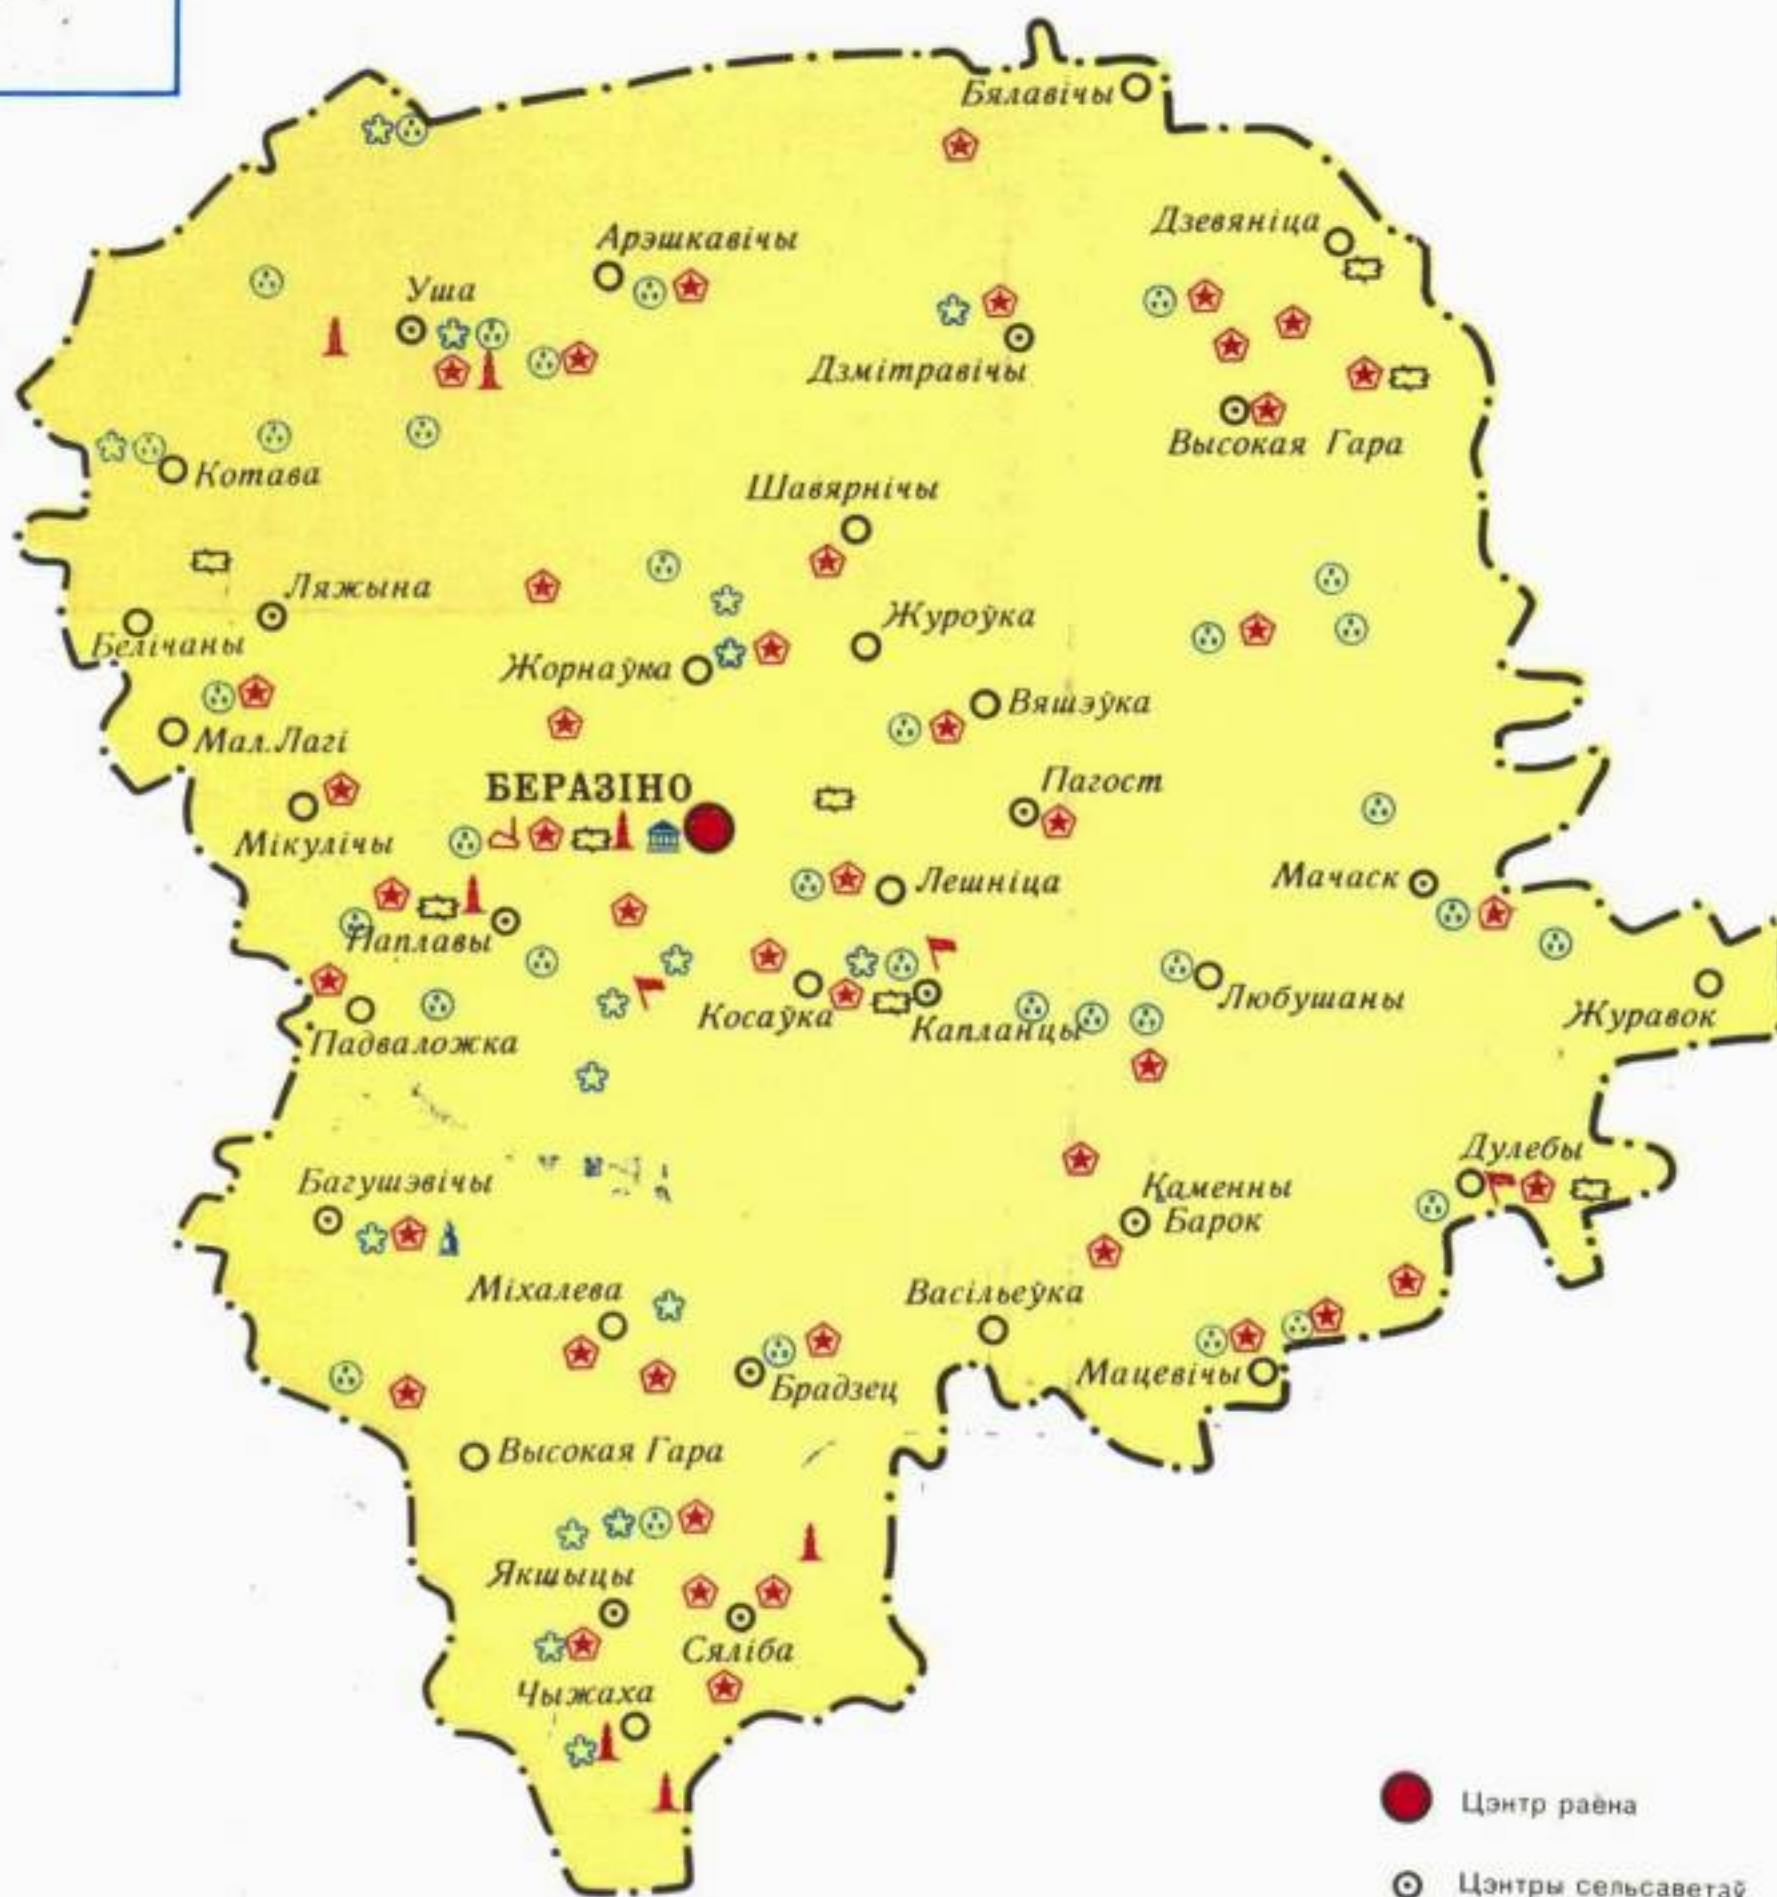 Бялавічы
Дзевяніца
Арэшкавічы
Уша
Дзмітравічы
Высокая Гара
Котава
Шавярнічы
Ляжына
Журоўка
Белічаны
Жорнаўка
Вяшэўка
Мал.Лагі
БЕРАЗІНО
Пагост
Мікулічы
Лешніца
Мачаск
Паплавы
Любушаны
Косаўка
Журавок
Капланцы
Падваложка
Дулебы
Багушэвічы
Каменны
Барок
Міхалева
Васільеўка
Мацевічы
Брадзец
Высокая Гара
Якшыцы
Сяліба
Чыжаха
Цэнтр раёна
Цэнтры сельсаветаў